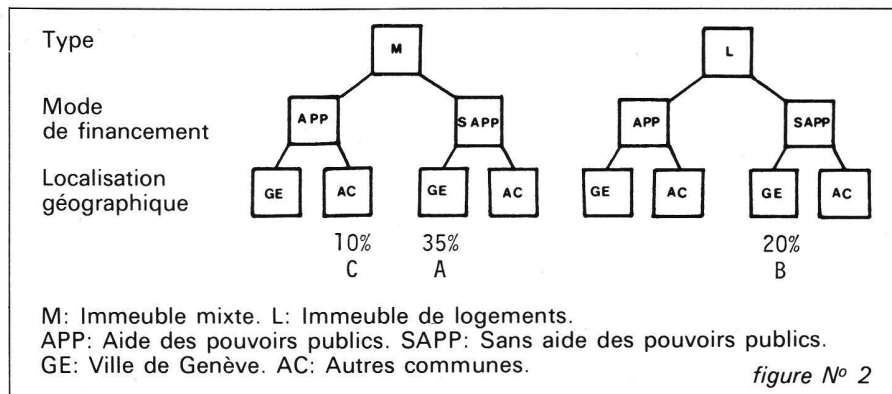 Type
M
L
Mode
de financement
APP
SAPP
APP
SAPP
Localisation
géographique
GE
AC
GE
AC
GE
AC
GE
AC
10%
35%
20%
C
A
B
M: Immeuble mixte. L: Immeuble de logements.
APP: Aide des pouvoirs publics. SAPP: Sans aide des pouvoirs publics.
GE: Ville de Genève. AC: Autres communes.
figure Nº 2